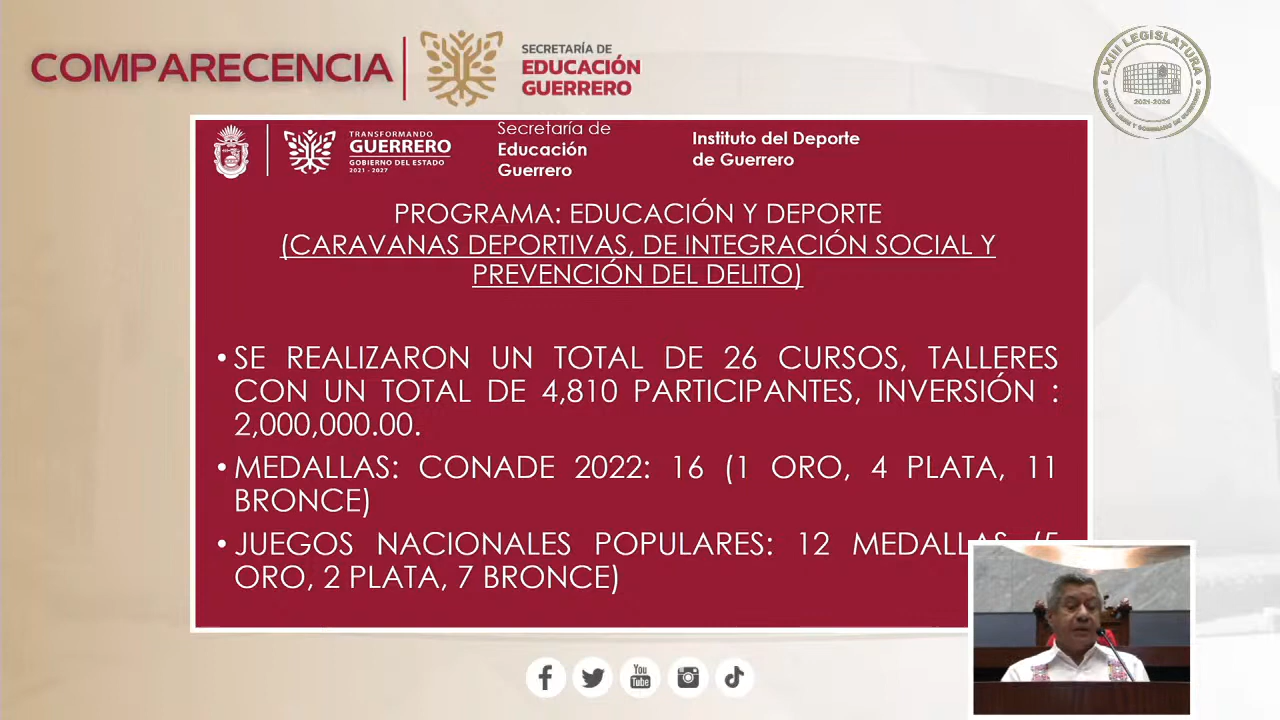 COMPARECENCIA
SECRETARÍA DE
EDUCACIÓN
GUERRERO
LXIII LEGISLATURA
2021-2024
TRANSFORMANDO
GUERRERO
GOBIERNO DEL ESTADO
2021 - 2027
Secretaría de
Educación
Guerrero
Instituto del Deporte
de Guerrero
PROGRAMA: EDUCACIÓN Y DEPORTE
(CARAVANAS DEPORTIVAS, DE INTEGRACIÓN SOCIAL Y
PREVENCIÓN DEL DELITO)
• SE REALIZARON UN TOTAL DE 26 CURSOS, TALLERES
CON UN TOTAL DE 4,810 PARTICIPANTES, INVERSIÓN :
2,000,000.00.
• MEDALLAS: CONADE 2022: 16 (1 ORO, 4 PLATA, 11
BRONCE)
• JUEGOS NACIONALES POPULARES: 12 MEDALLAS (5
ORO, 2 PLATA, 7 BRONCE)
You
Tube